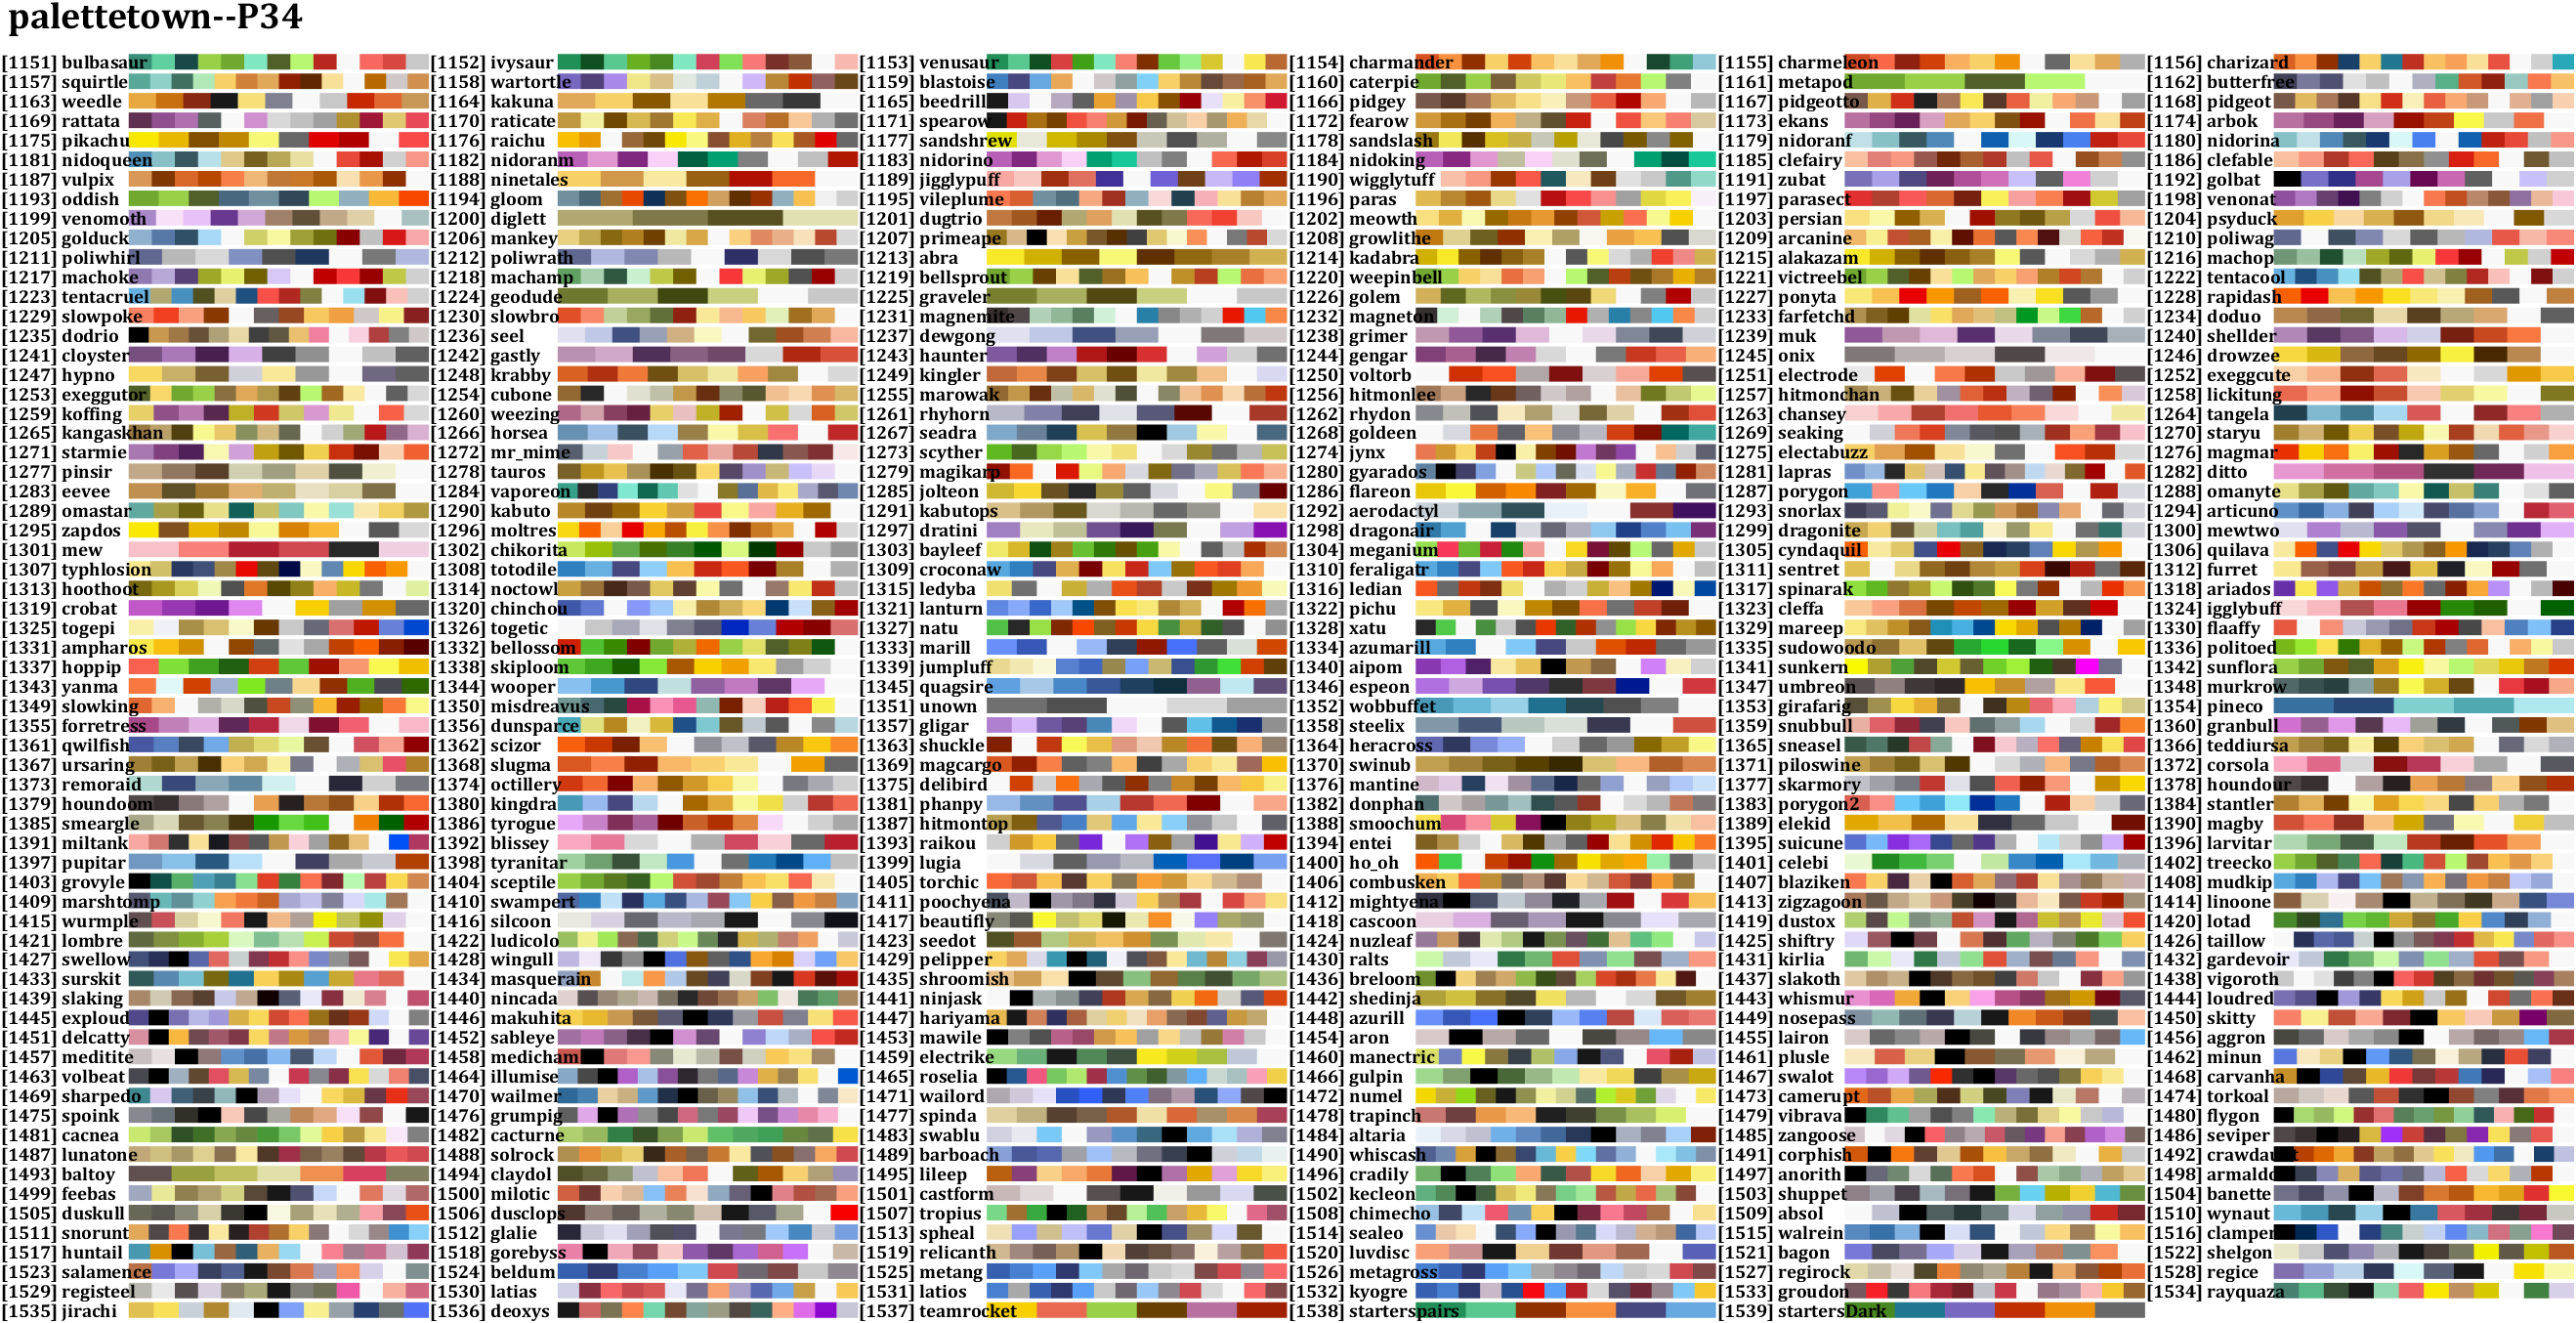 palettetown--P34
[1151] bulbasaur [1152] ivysaur [1153] venusaur [1154] charmander [1155] charmeleon [1156] charizard
[1157] squirtle [1158] wartortle [1159] blastoise [1160] caterpie [1161] metapod [1162] butterfree
[1163] weedle [1164] kakuna [1165] beedrill [1166] pidgey [1167] pidgeotto [1168] pidgeot
[1169] rattata [1170] raticate [1171] spearow [1172] fearow [1173] ekans [1174] arbok
[1175] pikachu [1176] raichu [1177] sandshrew [1178] sandslash [1179] nidoranf [1180] nidorina
[1181] nidoqueen [1182] nidoranm [1183] nidorino [1184] nidoking [1185] clefairy [1186] clefable
[1187] vulpix [1188] ninetales [1189] jigglypuff [1190] wigglytuff [1191] zubat [1192] golbat
[1193] oddish [1194] gloom [1195] vileplume [1196] paras [1197] parasect [1198] venonat
[1199] venomoth [1200] diglett [1201] dugtrio [1202] meowth [1203] persian [1204] psyduck
[1205] golduck [1206] mankey [1207] primeape [1208] growlithe [1209] arcanine [1210] poliwag
[1211] poliwhirl [1212] poliwrath [1213] abra [1214] kadabra [1215] alakazam [1216] machop
[1217] machoke [1218] machamp [1219] bellsprout [1220] weepinbell [1221] victreebel [1222] tentacool
[1223] tentacruel [1224] geodude [1225] graveler [1226] golem [1227] ponyta [1228] rapidash
[1229] slowpoke [1230] slowbro [1231] magnemite [1232] magneton [1233] farfetchd [1234] doduo
[1235] dodrio [1236] seel [1237] dewgong [1238] grimer [1239] muk [1240] shellder
[1241] cloyster [1242] gastly [1243] haunter [1244] gengar [1245] onix [1246] drowzee
[1247] hypno [1248] krabby [1249] kingler [1250] voltorb [1251] electrode [1252] exeggcute
[1253] exeggutor [1254] cubone [1255] marowak [1256] hitmonlee [1257] hitmonchan [1258] lickitung
[1259] koffing [1260] weezing [1261] rhyhorn [1262] rhydon [1263] chansey [1264] tangela
[1265] kangaskhan [1266] horsea [1267] seadra [1268] goldeen [1269] seaking [1270] staryu
[1271] starmie [1272] mr_mime [1273] scyther [1274] jynx [1275] electabuzz [1276] magmar
[1277] pinsir [1278] tauros [1279] magikarp [1280] gyarados [1281] lapras [1282] ditto
[1283] eevee [1284] vaporeon [1285] jolteon [1286] flareon [1287] porygon [1288] omanyte
[1289] omastar [1290] kabuto [1291] kabutops [1292] aerodactyl [1293] snorlax [1294] articuno
[1295] zapdos [1296] moltres [1297] dratini [1298] dragonair [1299] dragonite [1300] mewtwo
[1301] mew [1302] chikorita [1303] bayleef [1304] meganium [1305] cyndaquil [1306] quilava
[1307] typhlosion [1308] totodile [1309] croconaw [1310] feraligatr [1311] sentret [1312] furret
[1313] hoothoot [1314] noctowl [1315] ledyba [1316] ledian [1317] spinarak [1318] ariados
[1319] crobat [1320] chinchou [1321] lanturn [1322] pichu [1323] cleffa [1324] igglybuff
[1325] togepi [1326] togetic [1327] natu [1328] xatu [1329] mareep [1330] flaaffy
[1331] ampharos [1332] bellossom [1333] marill [1334] azumarill [1335] sudowoodo [1336] politoed
[1337] hoppip [1338] skiploom [1339] jumpluff [1340] aipom [1341] sunkern [1342] sunflora
[1343] yanma [1344] wooper [1345] quagsire [1346] espeon [1347] umbreon [1348] murkrow
[1349] slowking [1350] misdreavus [1351] unown [1352] wobbuffet [1353] girafarig [1354] pineco
[1355] forretress [1356] dunsparce [1357] gligar [1358] steelix [1359] snubbull [1360] granbull
[1361] qwilfish [1362] scizor [1363] shuckle [1364] heracross [1365] sneasel [1366] teddiursa
[1367] ursaring [1368] slugma [1369] magcargo [1370] swinub [1371] piloswine [1372] corsola
[1373] remoraid [1374] octillery [1375] delibird [1376] mantine [1377] skarmory [1378] houndour
[1379] houndoom [1380] kingdra [1381] phanpy [1382] donphan [1383] porygon2 [1384] stantler
[1385] smeargle [1386] tyrogue [1387] hitmontop [1388] smoochum [1389] elekid [1390] magby
[1391] miltank [1392] blissey [1393] raikou [1394] entei [1395] suicune [1396] larvitar
[1397] pupitar [1398] tyranitar [1399] lugia [1400] ho_oh [1401] celebi [1402] treecko
[1403] grovyle [1404] sceptile [1405] torchic [1406] combusken [1407] blaziken [1408] mudkip
[1409] marshtomp [1410] swampert [1411] poochyena [1412] mightyena [1413] zigzagoon [1414] linoone
[1415] wurmple [1416] silcoon [1417] beautifly [1418] cascoon [1419] dustox [1420] lotad
[1421] lombre [1422] ludicolo [1423] seedot [1424] nuzleaf [1425] shiftry [1426] taillow
[1427] swellow [1428] wingull [1429] pelipper [1430] ralts [1431] kirlia [1432] gardevoir
[1433] surskit [1434] masquerain [1435] shroomish [1436] breloom [1437] slakoth [1438] vigoroth
[1439] slaking [1440] nincada [1441] ninjask [1442] shedinja [1443] whismur [1444] loudred
[1445] exploud [1446] makuhita [1447] hariyama [1448] azurill [1449] nosepass [1450] skitty
[1451] delcatty [1452] sableye [1453] mawile [1454] aron [1455] lairon [1456] aggron
[1457] meditite [1458] medicham [1459] electrike [1460] manectric [1461] plusle [1462] minun
[1463] volbeat [1464] illumise [1465] roselia [1466] gulpin [1467] swalot [1468] carvanha
[1469] sharpedo [1470] wailmer [1471] wailord [1472] numel [1473] camerupt [1474] torkoal
[1475] spoink [1476] grumpig [1477] spinda [1478] trapinch [1479] vibrava [1480] flygon
[1481] cacnea [1482] cacturne [1483] swablu [1484] altaria [1485] zangoose [1486] seviper
[1487] lunatone [1488] solrock [1489] barboach [1490] whiscash [1491] corphish [1492] crawdaunt
[1493] baltoy [1494] claydol [1495] lileep [1496] cradily [1497] anorith [1498] armaldo
[1499] feebas [1500] milotic [1501] castform [1502] kecleon [1503] shuppet [1504] banette
[1505] duskull [1506] dusclops [1507] tropius [1508] chimecho [1509] absol [1510] wynaut
[1511] snorunt [1512] glalie [1513] spheal [1514] sealeo [1515] walrein [1516] clamperl
[1517] huntail [1518] gorebyss [1519] relicanth [1520] luvdisc [1521] bagon [1522] shelgon
[1523] salamence [1524] beldum [1525] metang [1526] metagross [1527] regirock [1528] regice
[1529] registeel [1530] latias [1531] latios [1532] kyogre [1533] groudon [1534] rayquaza
[1535] jirachi [1536] deoxys [1537] teamrocket [1538] starterspairs [1539] startersDark